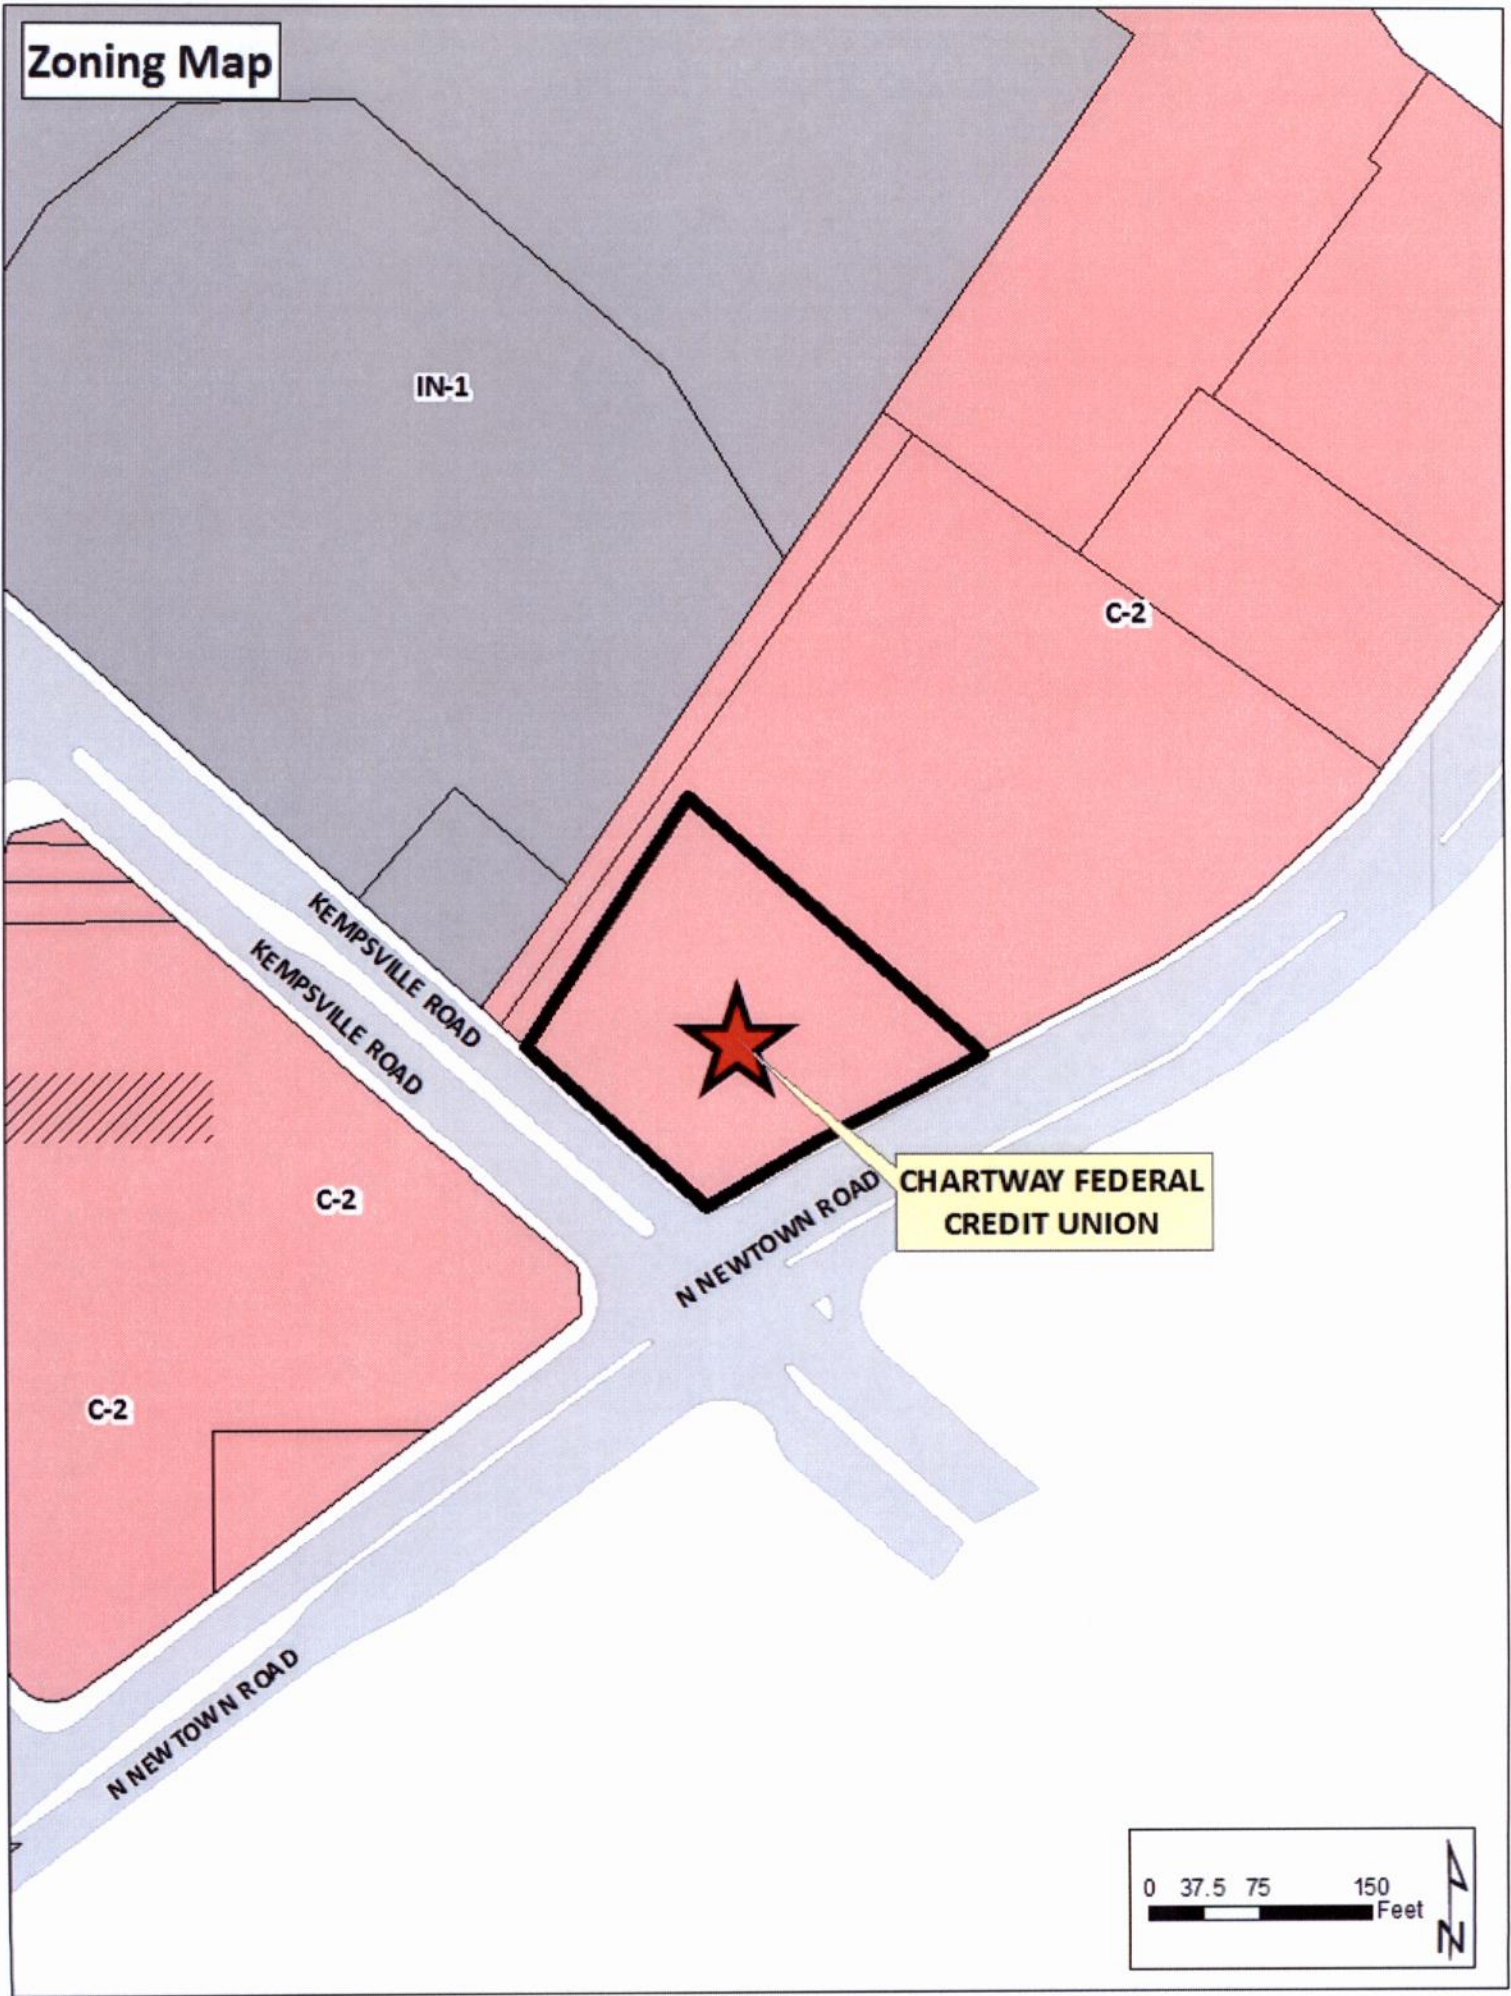 Zoning Map
IN-1
C-2
KEMPSVILLE ROAD
KEMPSVILLE ROAD
C-2
CHARTWAY FEDERAL
CREDIT UNION
N NEWTOWN ROAD
C-2
N NEWTOWN ROAD
0 37.5 75 150
Feet
N